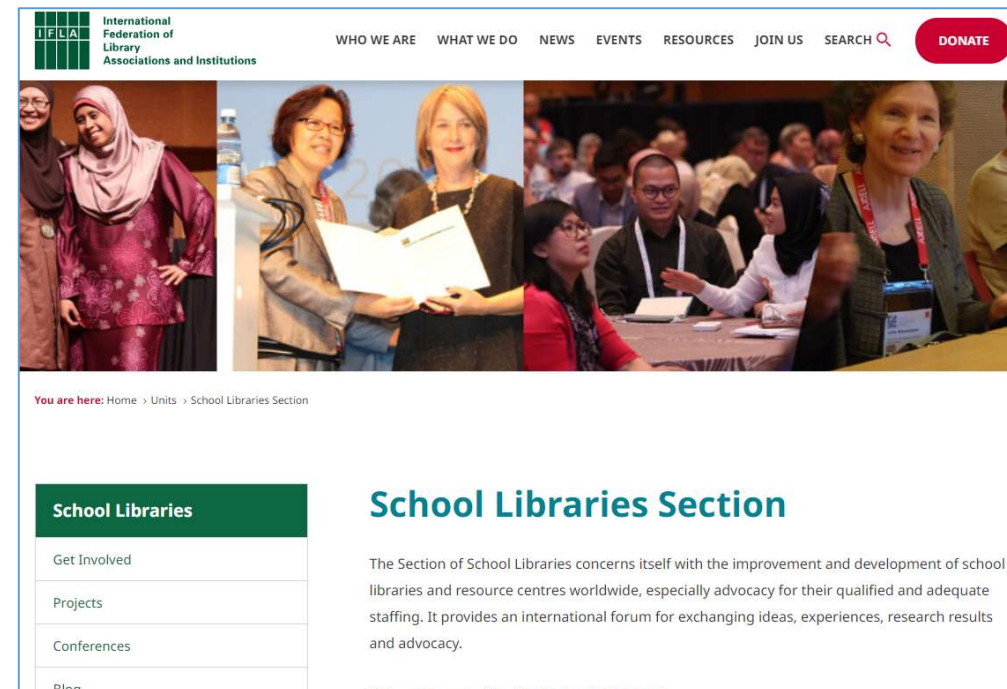 International
Federation of
Library
Associations and Institutions
IFLA
WHO WE ARE WHAT WE DO NEWS EVENTS RESOURCES JOIN US SEARCH DONATE
You are here: Home › Units › School Libraries Section
School Libraries
Get Involved
Projects
Conferences
Blog
School Libraries Section
The Section of School Libraries concerns itself with the improvement and development of school
libraries and resource centres worldwide, especially advocacy for their qualified and adequate
staffing. It provides an international forum for exchanging ideas, experiences, research results
and advocacy.